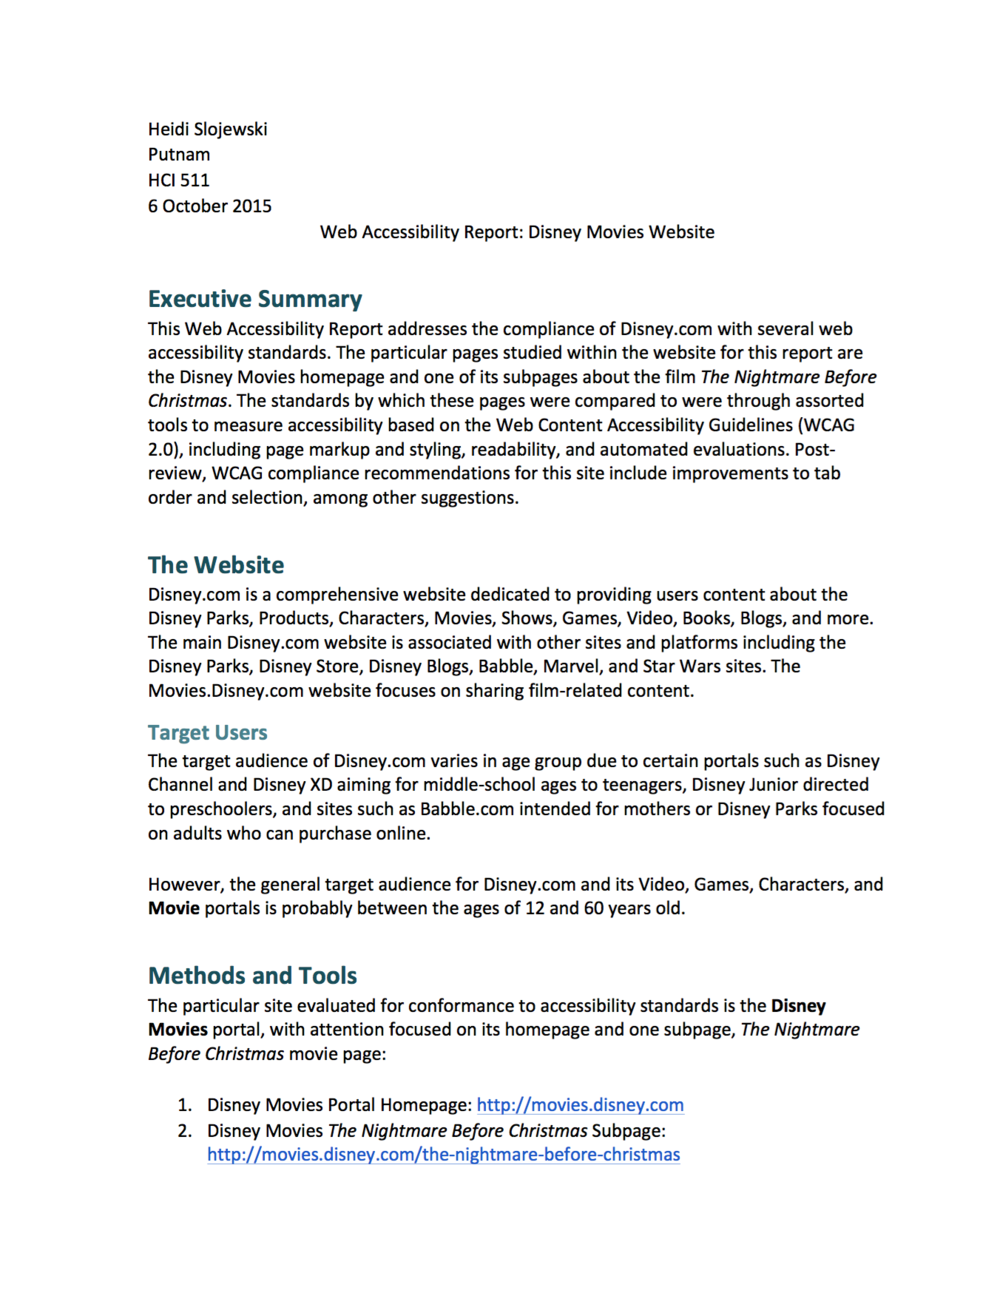 Heidi Slojewski
Putnam
HCI 511
6 October 2015
Web Accessibility Report: Disney Movies Website
Executive Summary
This Web Accessibility Report addresses the compliance of Disney.com with several web
accessibility standards. The particular pages studied within the website for this report are
the Disney Movies homepage and one of its subpages about the film The Nightmare Before
Christmas. The standards by which these pages were compared to were through assorted
tools to measure accessibility based on the Web Content Accessibility Guidelines (WCAG
2.0), including page markup and styling, readability, and automated evaluations. Post-
review, WCAG compliance recommendations for this site include improvements to tab
order and selection, among other suggestions.
The Website
Disney.com is a comprehensive website dedicated to providing users content about the
Disney Parks, Products, Characters, Movies, Shows, Games, Video, Books, Blogs, and more.
The main Disney.com website is associated with other sites and platforms including the
Disney Parks, Disney Store, Disney Blogs, Babble, Marvel, and Star Wars sites. The
Movies.Disney.com website focuses on sharing film-related content.
Target Users
The target audience of Disney.com varies in age group due to certain portals such as Disney
Channel and Disney XD aiming for middle-school ages to teenagers, Disney Junior directed
to preschoolers, and sites such as Babble.com intended for mothers or Disney Parks focused
on adults who can purchase online.
However, the general target audience for Disney.com and its Video, Games, Characters, and
Movie portals is probably between the ages of 12 and 60 years old.
Methods and Tools
The particular site evaluated for conformance to accessibility standards is the Disney
Movies portal, with attention focused on its homepage and one subpage, The Nightmare
Before Christmas movie page:
1. Disney Movies Portal Homepage: http://movies.disney.com
2. Disney Movies The Nightmare Before Christmas Subpage:
http://movies.disney.com/the-nightmare-before-christmas